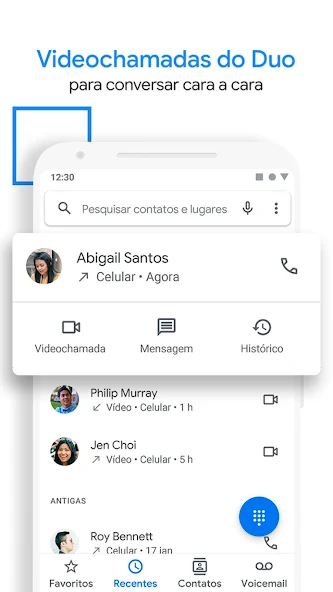 Videochamadas do Duo
para conversar cara a cara
12:30
Pesquisar contatos e lugares
Abigail Santos
Celular • Agora
Videochamada Mensagem Histórico
Philip Murray
Vídeo • Celular • 1 h
Jen Choi
Vídeo • Celular • 5 h
ANTIGAS
Roy Bennett
Celular • 17 jan
Favoritos Recentes Contatos Voicemail